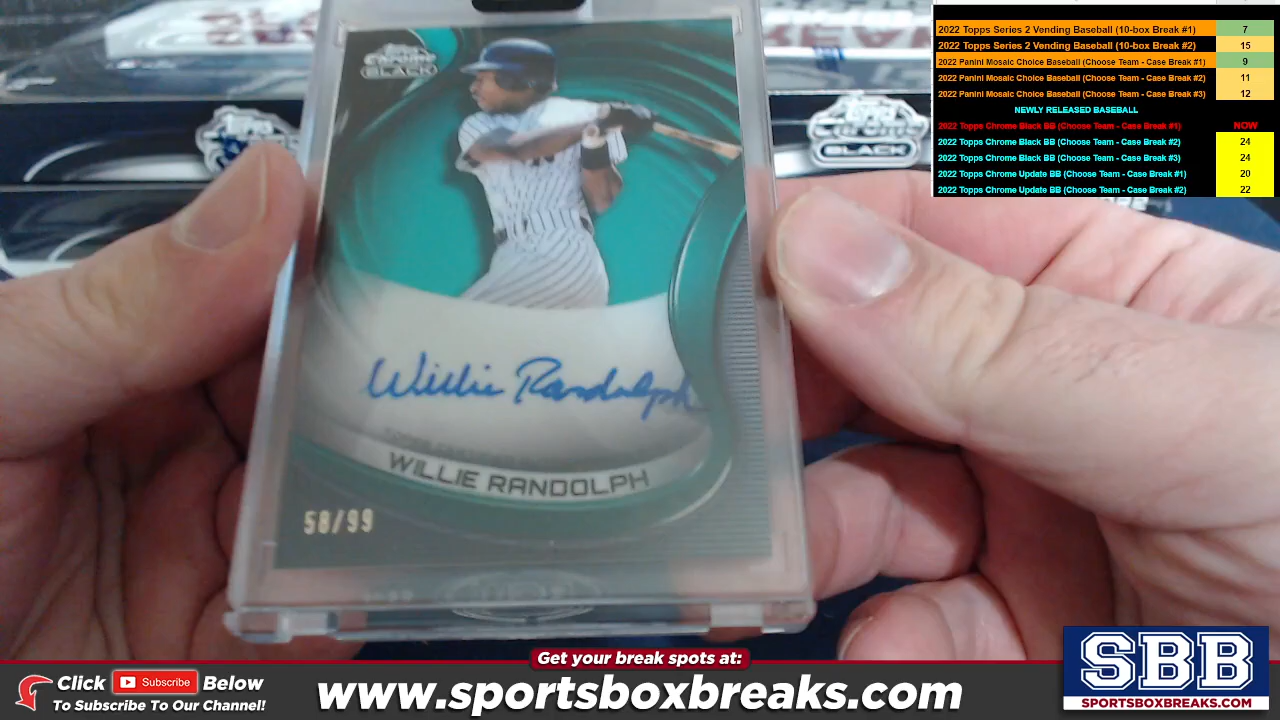 2022 Topps Series 2 Vending Baseball (10-box Break #1) 7
2022 Topps Series 2 Vending Baseball (10-box Break #2) 15
2022 Panini Mosaic Choice Baseball (Choose Team - Case Break #1) 9
2022 Panini Mosaic Choice Baseball (Choose Team - Case Break #2) 11
2022 Panini Mosaic Choice Baseball (Choose Team - Case Break #3) 12
NEWLY RELEASED BASEBALL
2022 Topps Chrome Black BB (Choose Team - Case Break #1) NOW
2022 Topps Chrome Black BB (Choose Team - Case Break #2) 24
2022 Topps Chrome Black BB (Choose Team - Case Break #3) 24
2022 Topps Chrome Update BB (Choose Team - Case Break #1) 20
2022 Topps Chrome Update BB (Choose Team - Case Break #2) 22
Topps
Chrome
BLACK
BLACK
Willie Randolph
WILLIE RANDOLPH
58/99
Get your break spots at:
Click Subscribe Below
To Subscribe To Our Channel!
www.sportsboxbreaks.com
SBB
SPORTSBOXBREAKS.COM